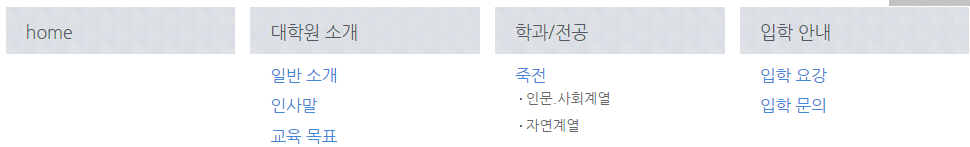 home
대학원 소개
일반 소개
인사말
교육 목표
학과/전공
죽전
· 인문.사회계열
· 자연계열
입학 안내
입학 요강
입학 문의